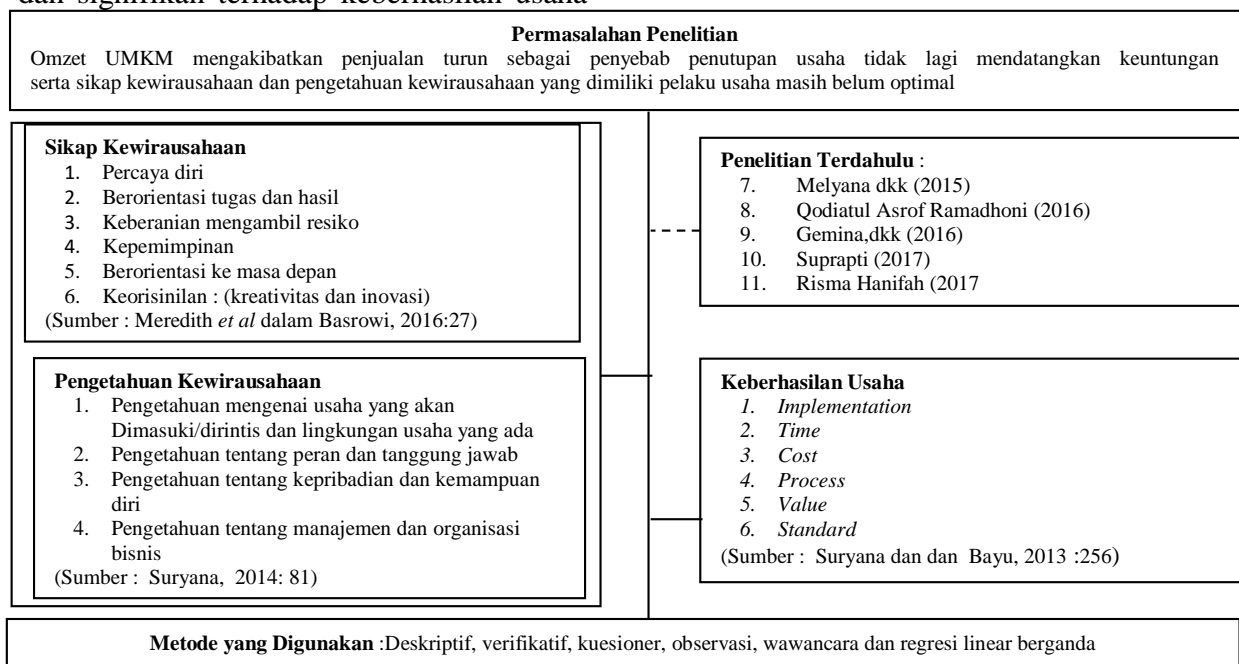 dan signifikan terhadap keberhasilan usaha
Permasalahan Penelitian
Omzet UMKM mengakibatkan penjualan turun sebagai penyebab penutupan usaha tidak lagi mendatangkan keuntungan
serta sikap kewirausahaan dan pengetahuan kewirausahaan yang dimiliki pelaku usaha masih belum optimal
Sikap Kewirausahaan
1. Percaya diri
2. Berorientasi tugas dan hasil
3. Keberanian mengambil resiko
4. Kepemimpinan
5. Berorientasi ke masa depan
6. Keorisinilan : (kreativitas dan inovasi)
(Sumber : Meredith et al dalam Basrowi, 2016:27)
Penelitian Terdahulu :
7. Melyana dkk (2015)
8. Qodiatul Asrof Ramadhoni (2016)
9. Gemina,dkk (2016)
10. Suprapti (2017)
11. Risma Hanifah (2017
Pengetahuan Kewirausahaan
1. Pengetahuan mengenai usaha yang akan
Dimasuki/dirintis dan lingkungan usaha yang ada
2. Pengetahuan tentang peran dan tanggung jawab
3. Pengetahuan tentang kepribadian dan kemampuan
diri
4. Pengetahuan tentang manajemen dan organisasi
bisnis
(Sumber : Suryana, 2014: 81)
Keberhasilan Usaha
1. Implementation
2. Time
3. Cost
4. Process
5. Value
6. Standard
(Sumber : Suryana dan dan Bayu, 2013 :256)
Metode yang Digunakan :Deskriptif, verifikatif, kuesioner, observasi, wawancara dan regresi linear berganda